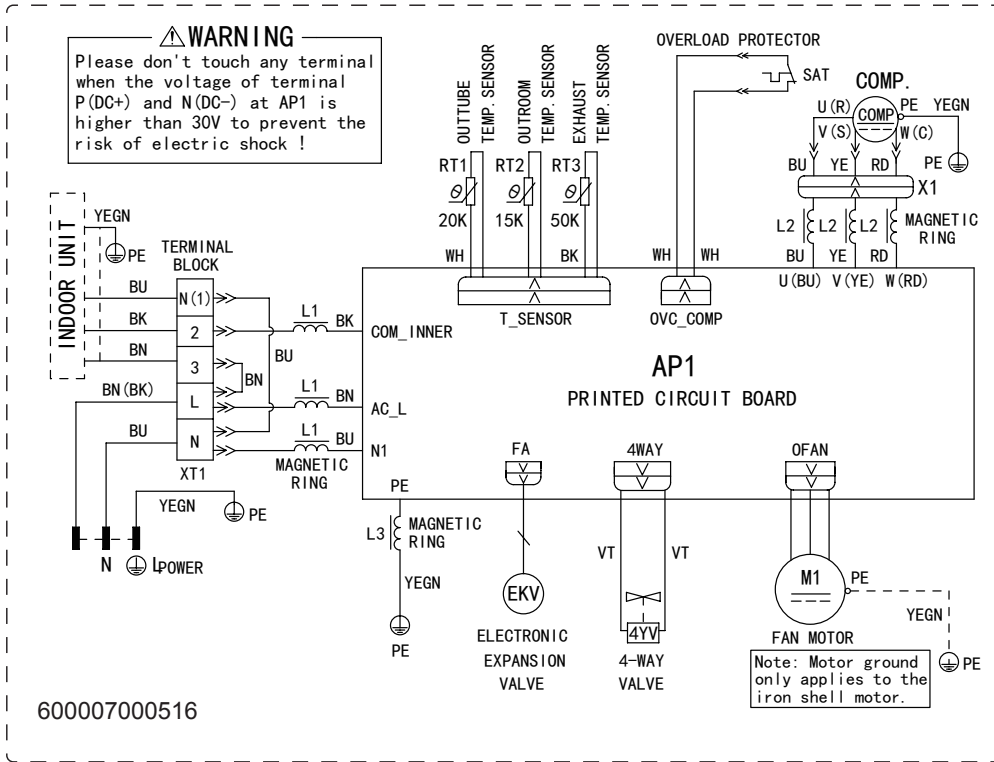 WARNING
Please don't touch any terminal
when the voltage of terminal
P(DC+) and N(DC-) at AP1 is
higher than 30V to prevent the
risk of electric shock !
OUTTUBE
TEMP. SENSOR
OUTROOM
TEMP. SENSOR
EXHAUST
TEMP. SENSOR
RT1
RT2
RT3
θ
θ
θ
20K
15K
50K
WH
BK
T_SENSOR
OVERLOAD PROTECTOR
SAT
WH
WH
OVC_COMP
COMP.
U(R)
COMP
PE
YEGN
V(S)
W(C)
BU
YE
RD
PE
X1
L2
L2
L2
MAGNETIC
RING
BU
YE
RD
U(BU)
V(YE)
W(RD)
INDOOR UNIT
YEGN
PE
TERMINAL
BLOCK
BU
N(1)
BK
2
BN
3
BN(BK)
L
BU
N
XT1
BU
BN
L1
BK
COM_INNER
L1
BN
AC_L
L1
BU
N1
MAGNETIC
RING
YEGN
PE
N
L
POWER
AP1
PRINTED CIRCUIT BOARD
PE
L3
MAGNETIC
RING
YEGN
PE
FA
EKV
ELECTRONIC
EXPANSION
VALVE
4WAY
VT
VT
4YV
4-WAY
VALVE
OFAN
M1
PE
YEGN
FAN MOTOR
PE
Note: Motor ground
only applies to the
iron shell motor.
600007000516